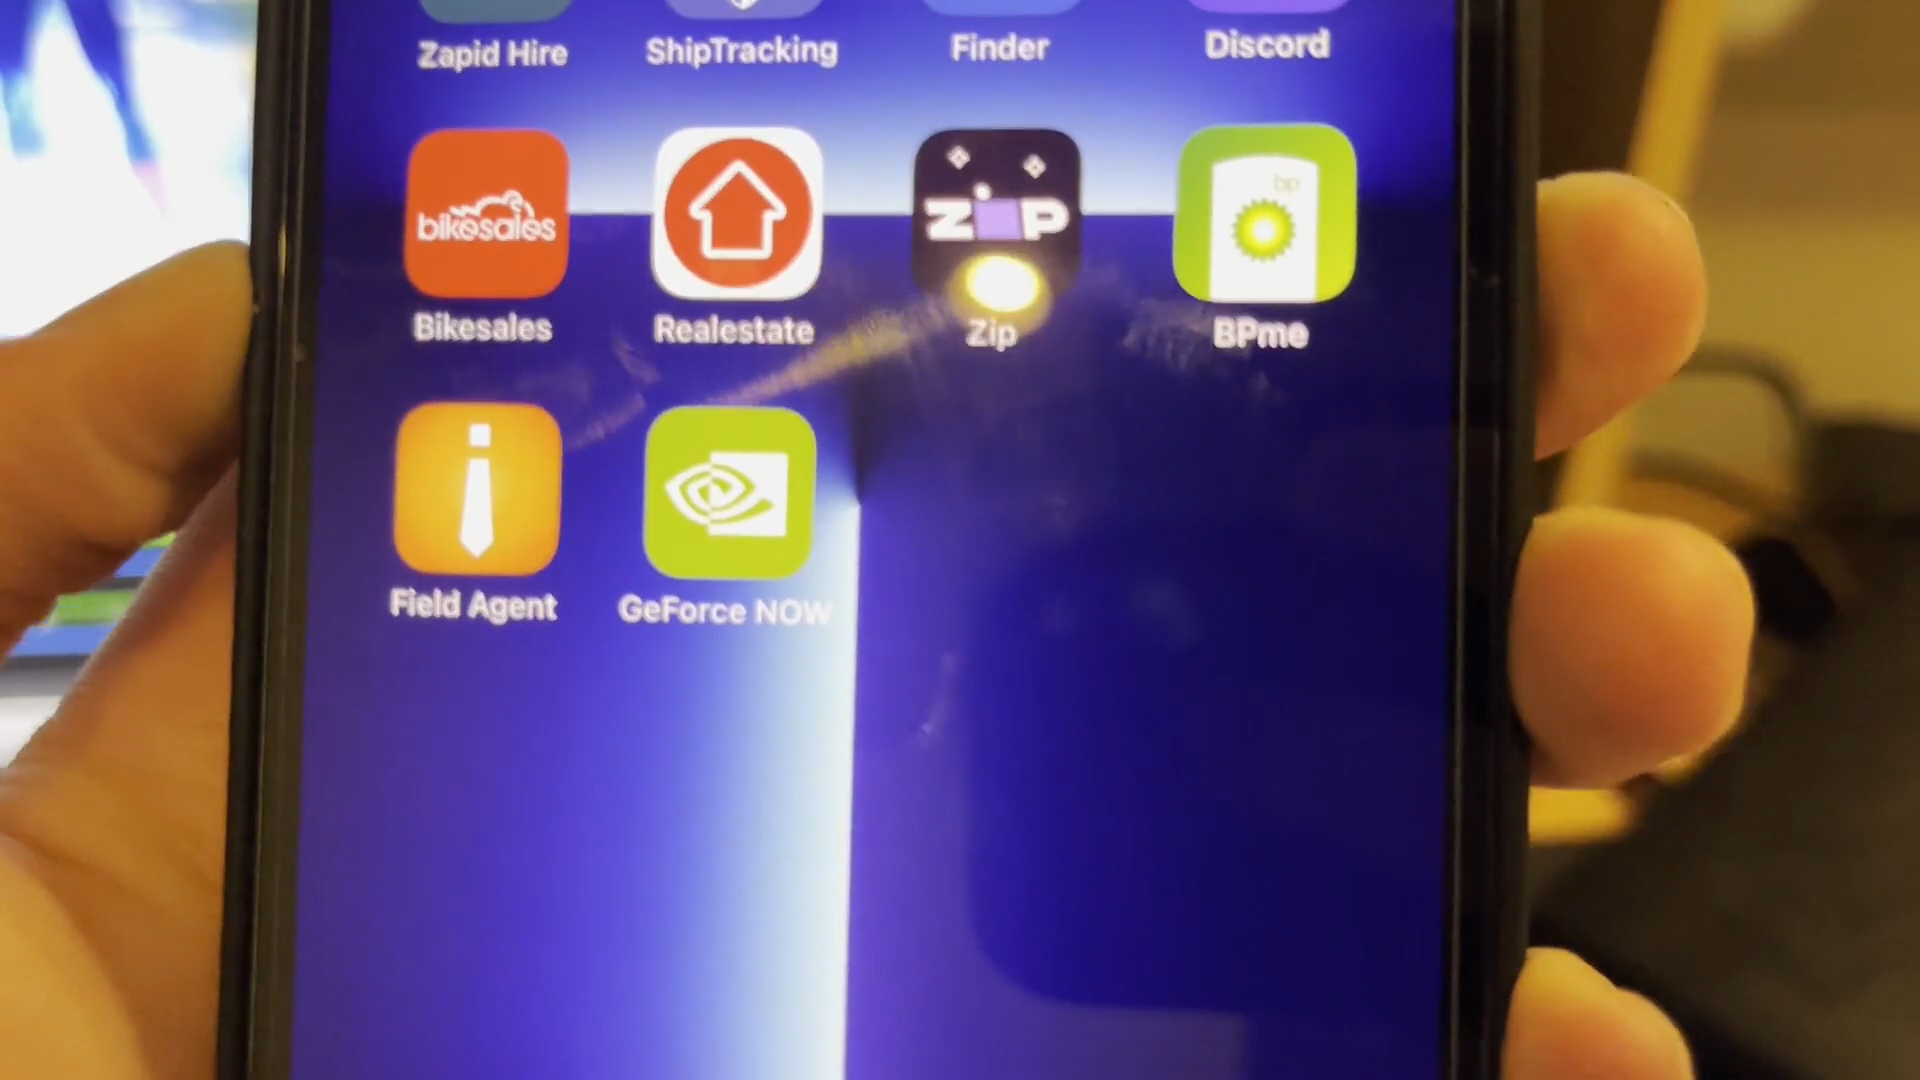 Zapid Hire ShipTracking Finder Discord
bikesales
zip
bp
Bikesales Realestate Zip BPme
Field Agent GeForce NOW